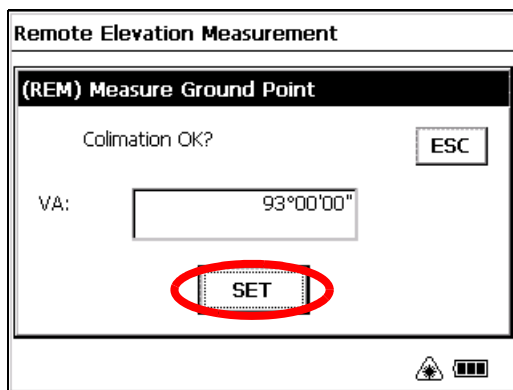 Remote Elevation Measurement
(REM) Measure Ground Point
Colimation OK?
ESC
VA: 93°00'00"
SET